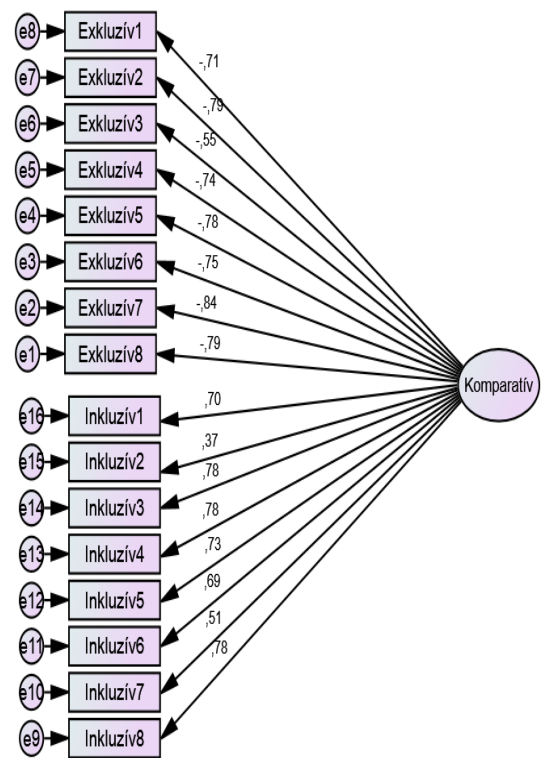 e8 Exkluzív1 -,71
e7 Exkluzív2 -,79
e6 Exkluzív3 -,55
e5 Exkluzív4 -,74
e4 Exkluzív5 -,78
e3 Exkluzív6 -,75
e2 Exkluzív7 -,84
e1 Exkluzív8 -,79
Komparatív
e16 Inkluzív1 ,70
e15 Inkluzív2 ,37
e14 Inkluzív3 ,78
e13 Inkluzív4 ,78
e12 Inkluzív5 ,73
e11 Inkluzív6 ,69
e10 Inkluzív7 ,51
e9 Inkluzív8 ,78